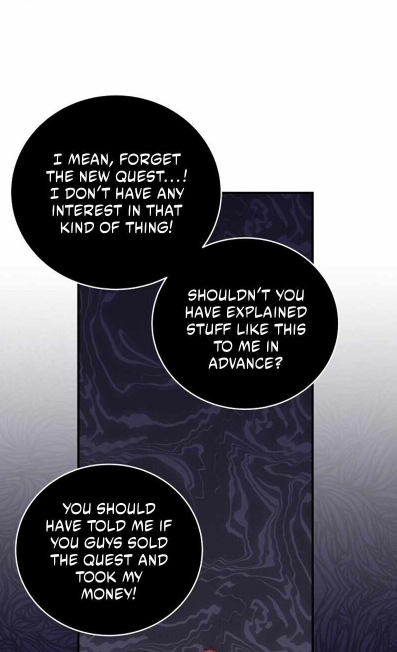 I MEAN, FORGET
THE NEW QUEST...!
I DON'T HAVE ANY
INTEREST IN THAT
KIND OF THING!
SHOULDN'T YOU
HAVE EXPLAINED
STUFF LIKE THIS
TO ME IN
ADVANCE?
YOU SHOULD
HAVE TOLD ME IF
YOU GUYS SOLD
THE QUEST AND
TOOK MY
MONEY!